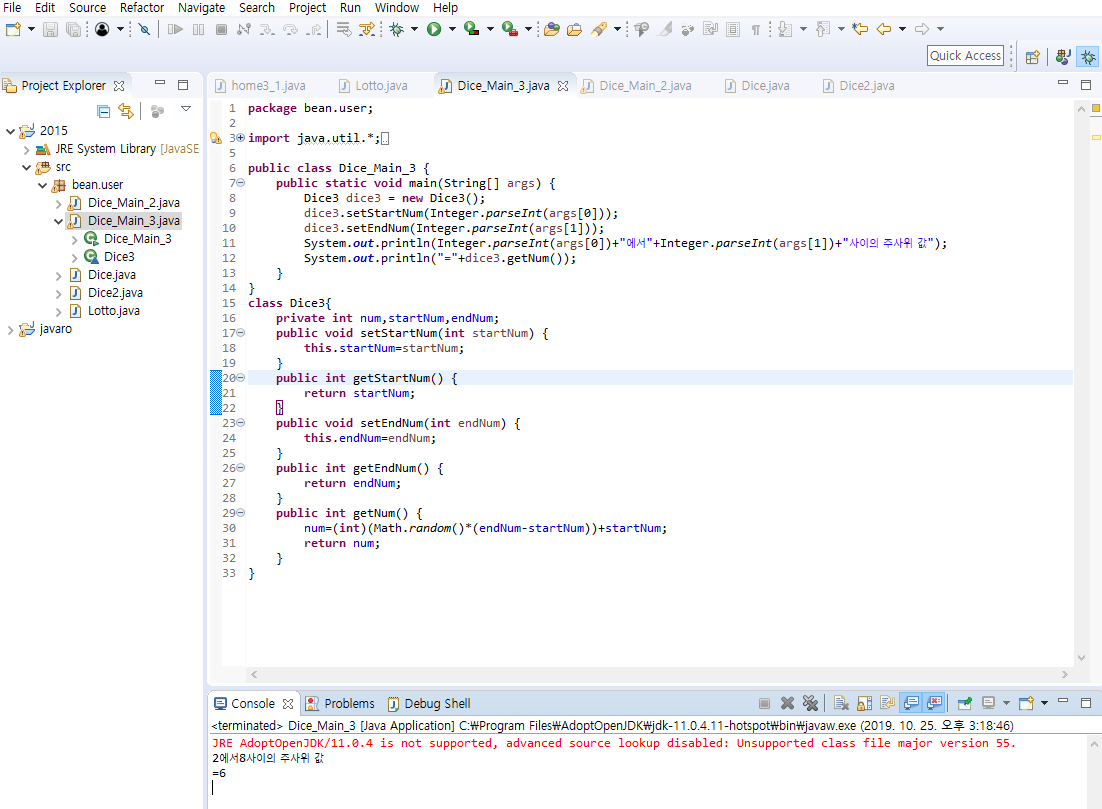 File Edit Source Refactor Navigate Search Project Run Window Help
Quick Access
Project Explorer
home3_1.java Lotto.java Dice_Main_3.java Dice_Main_2.java Dice.java Dice2.java
2015
JRE System Library [JavaSE
src
bean.user
Dice_Main_2.java
Dice_Main_3.java
Dice_Main_3
Dice3
Dice.java
Dice2.java
Lotto.java
javaro
1 package bean.user;
2
3 import java.util.*;
5
6 public class Dice_Main_3 {
7 public static void main(String[] args) {
8 Dice3 dice3 = new Dice3();
9 dice3.setStartNum(Integer.parseInt(args[0]));
10 dice3.setEndNum(Integer.parseInt(args[1]));
11 System.out.println(Integer.parseInt(args[0])+"에서"+Integer.parseInt(args[1])+"사이의 주사위 값");
12 System.out.println("="+dice3.getNum());
13 }
14 }
15 class Dice3{
16 private int num,startNum,endNum;
17 public void setStartNum(int startNum) {
18 this.startNum=startNum;
19 }
20 public int getStartNum() {
21 return startNum;
22 }
23 public void setEndNum(int endNum) {
24 this.endNum=endNum;
25 }
26 public int getEndNum() {
27 return endNum;
28 }
29 public int getNum() {
30 num=(int)(Math.random()*(endNum-startNum))+startNum;
31 return num;
32 }
33 }
Console Problems Debug Shell
<terminated> Dice_Main_3 [Java Application] C:₩Program Files₩AdoptOpenJDK₩jdk-11.0.4.11-hotspot₩bin₩javaw.exe (2019. 10. 25. 오후 3:18:46)
JRE AdoptOpenJDK/11.0.4 is not supported, advanced source lookup disabled: Unsupported class file major version 55.
2에서8사이의 주사위 값
=6